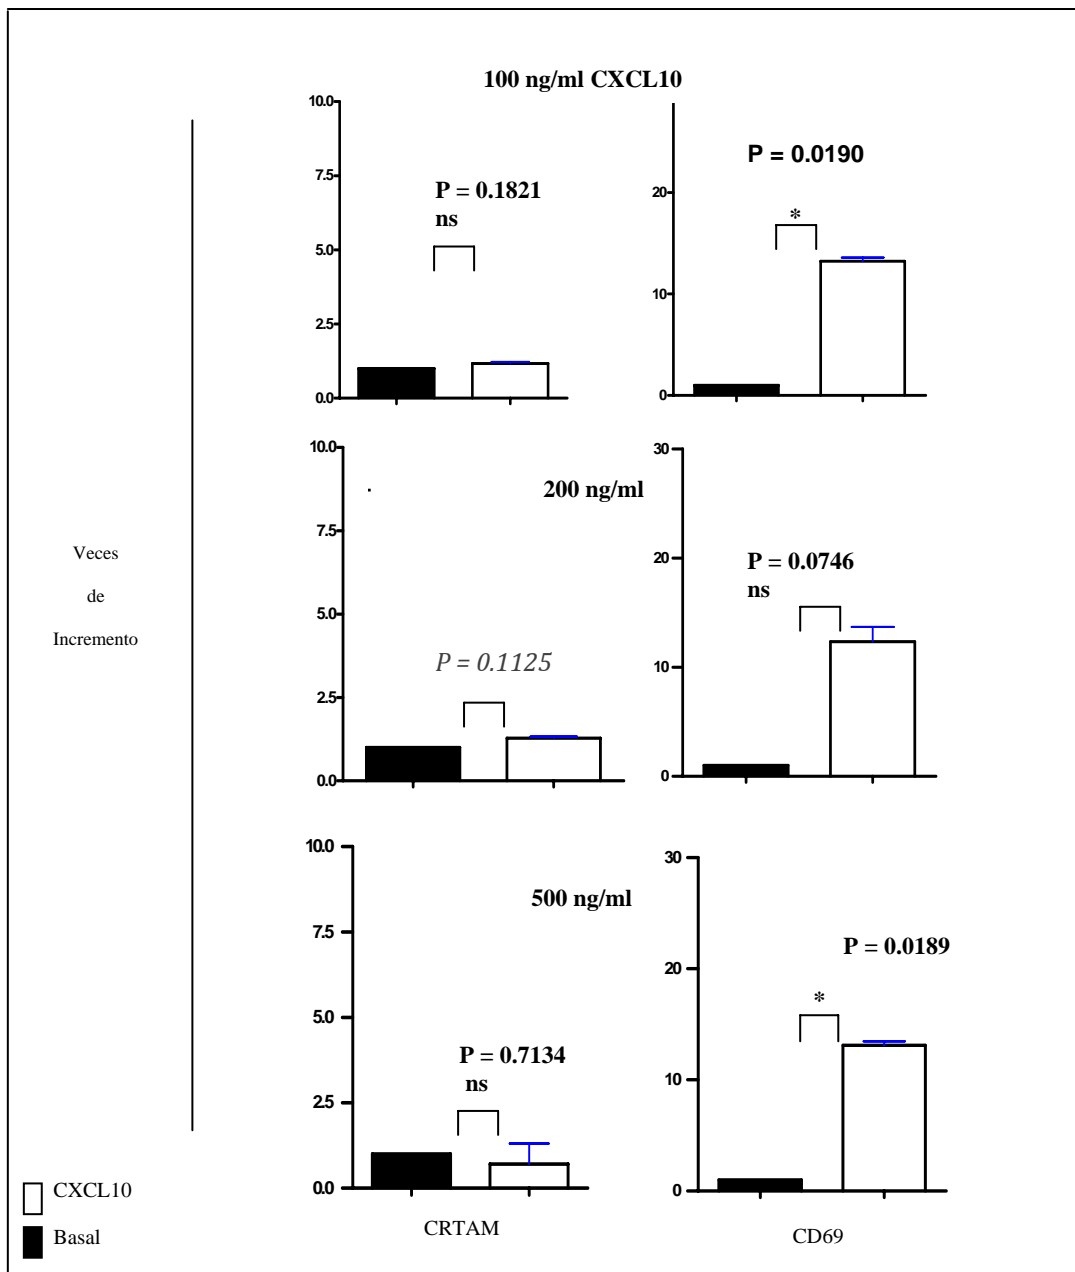 100 ng/ml CXCL10
10.0
7.5
5.0
2.5
0.0
P = 0.1821
ns
20
10
0
P = 0.0190
*
Veces
de
Incremento
200 ng/ml
10.0
7.5
5.0
2.5
0.0
P = 0.1125
30
20
10
0
P = 0.0746
ns
500 ng/ml
10.0
7.5
5.0
2.5
0.0
P = 0.7134
ns
30
20
10
0
P = 0.0189
*
CXCL10
Basal
CRTAM
CD69